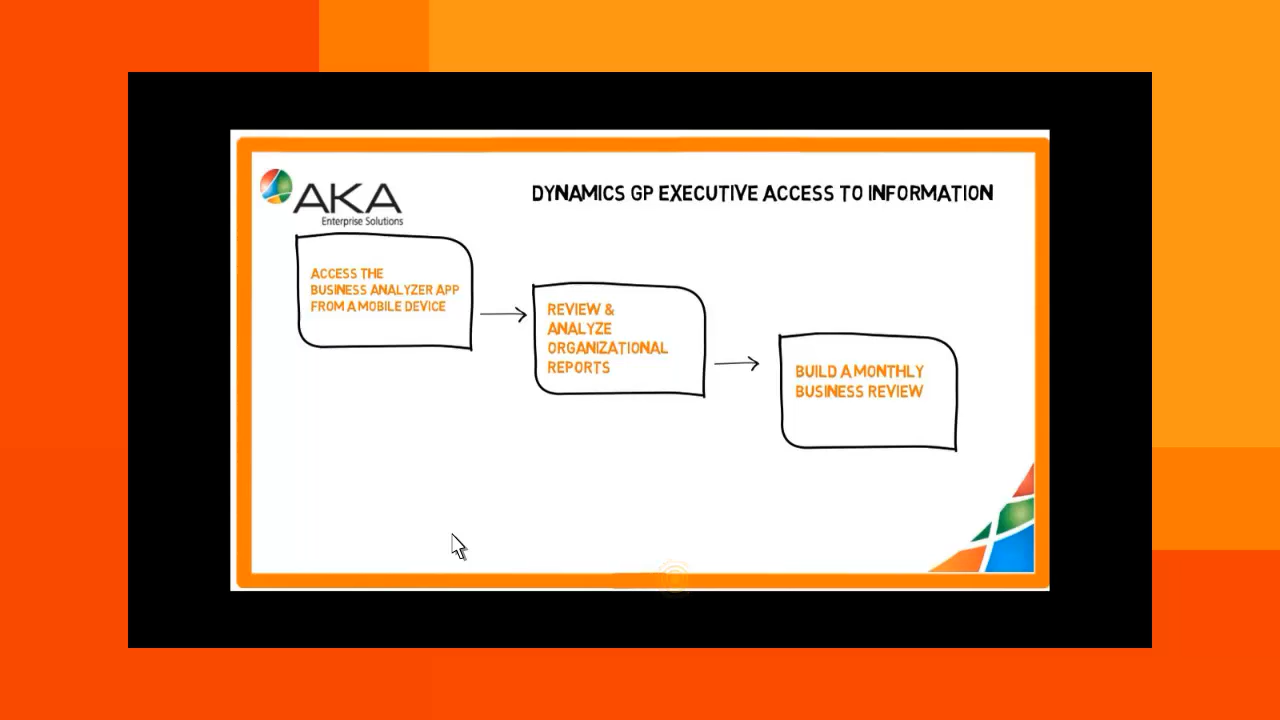 AKA
Enterprise Solutions
DYNAMICS GP EXECUTIVE ACCESS TO INFORMATION
ACCESS THE
BUSINESS ANALYZER APP
FROM A MOBILE DEVICE
REVIEW &
ANALYZE
ORGANIZATIONAL
REPORTS
BUILD A MONTHLY
BUSINESS REVIEW